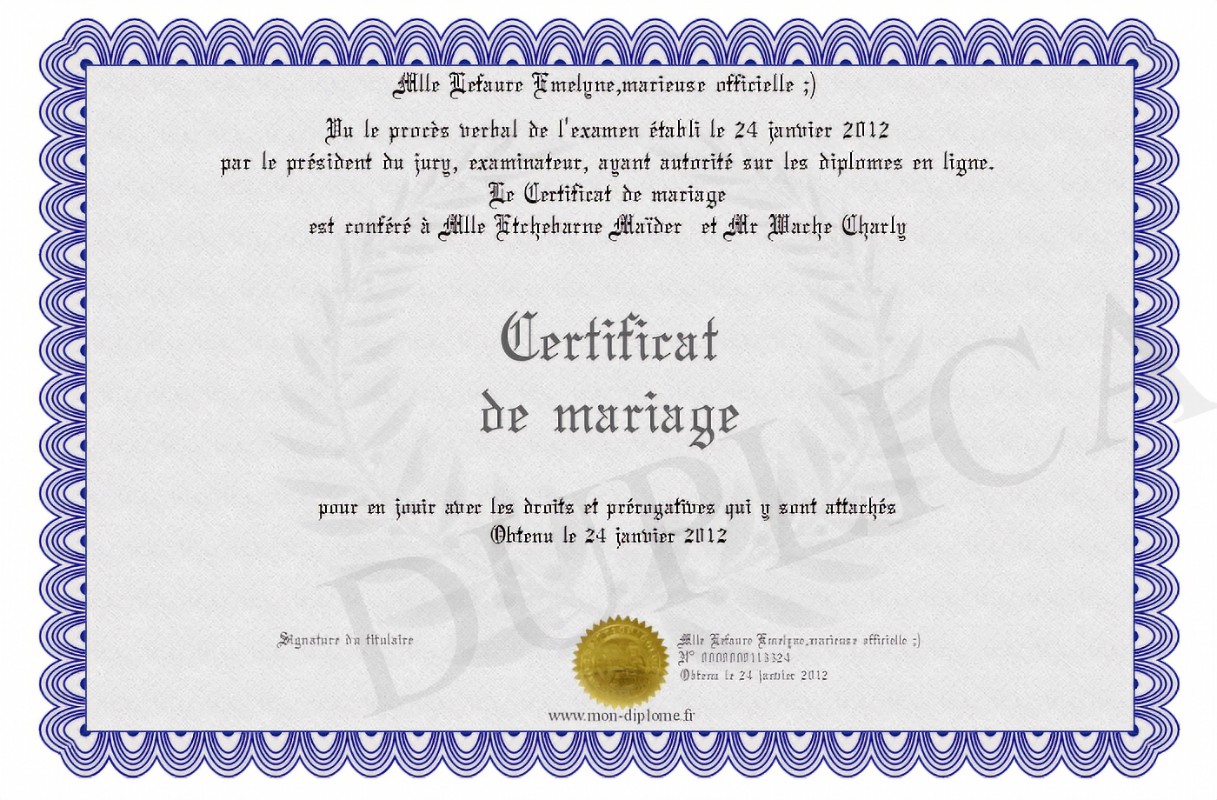 Mlle Lefaure Emelyne,marieuse officielle ;)
Vu le procès verbal de l'examen établi le 24 janvier 2012
par le président du jury, examinateur, ayant autorité sur les diplomes en ligne.
Le Certificat de mariage
est conféré à Mlle Etchebarne Maïder et Mr Wache Charly
Certificat
de mariage
pour en jouir avec les droits et prérogatives qui y sont attachés
Obtenu le 24 janvier 2012
DUPLICA
Signature du titulaire
Mlle Lefaure Emelyne,marieuse officielle ;)
N° 0000000113324
Obtenu le 24 janvier 2012
www.mon-diplome.fr